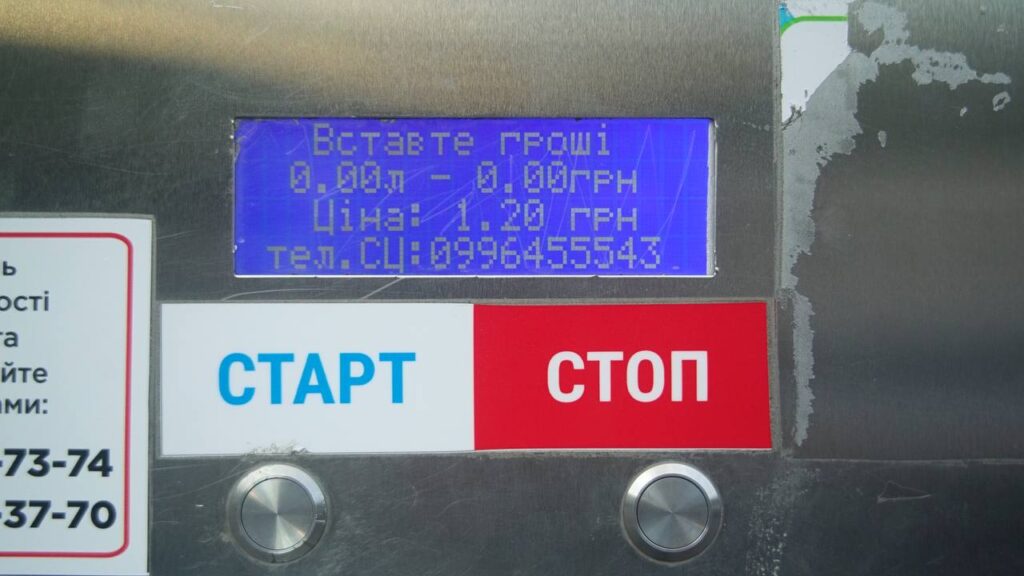 Вставте гроші
0.00л - 0.00грн
Ціна: 1.20 грн
тел.СЦ:0996455543
СТАРТ
СТОП
ь
ості
та
йте
ами:
-73-74
-37-70